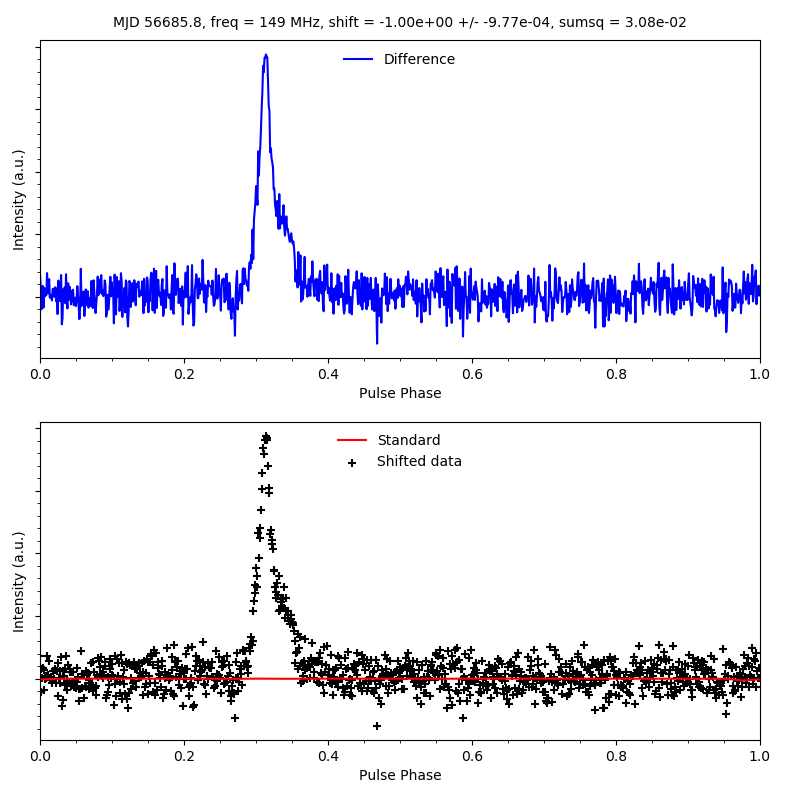 MJD 56685.8, freq = 149 MHz, shift = -1.00e+00 +/- -9.77e-04, sumsq = 3.08e-02
Difference
Intensity (a.u.)
0.0 0.2 0.4 0.6 0.8 1.0
Pulse Phase
Standard
Shifted data
Intensity (a.u.)
0.0 0.2 0.4 0.6 0.8 1.0
Pulse Phase